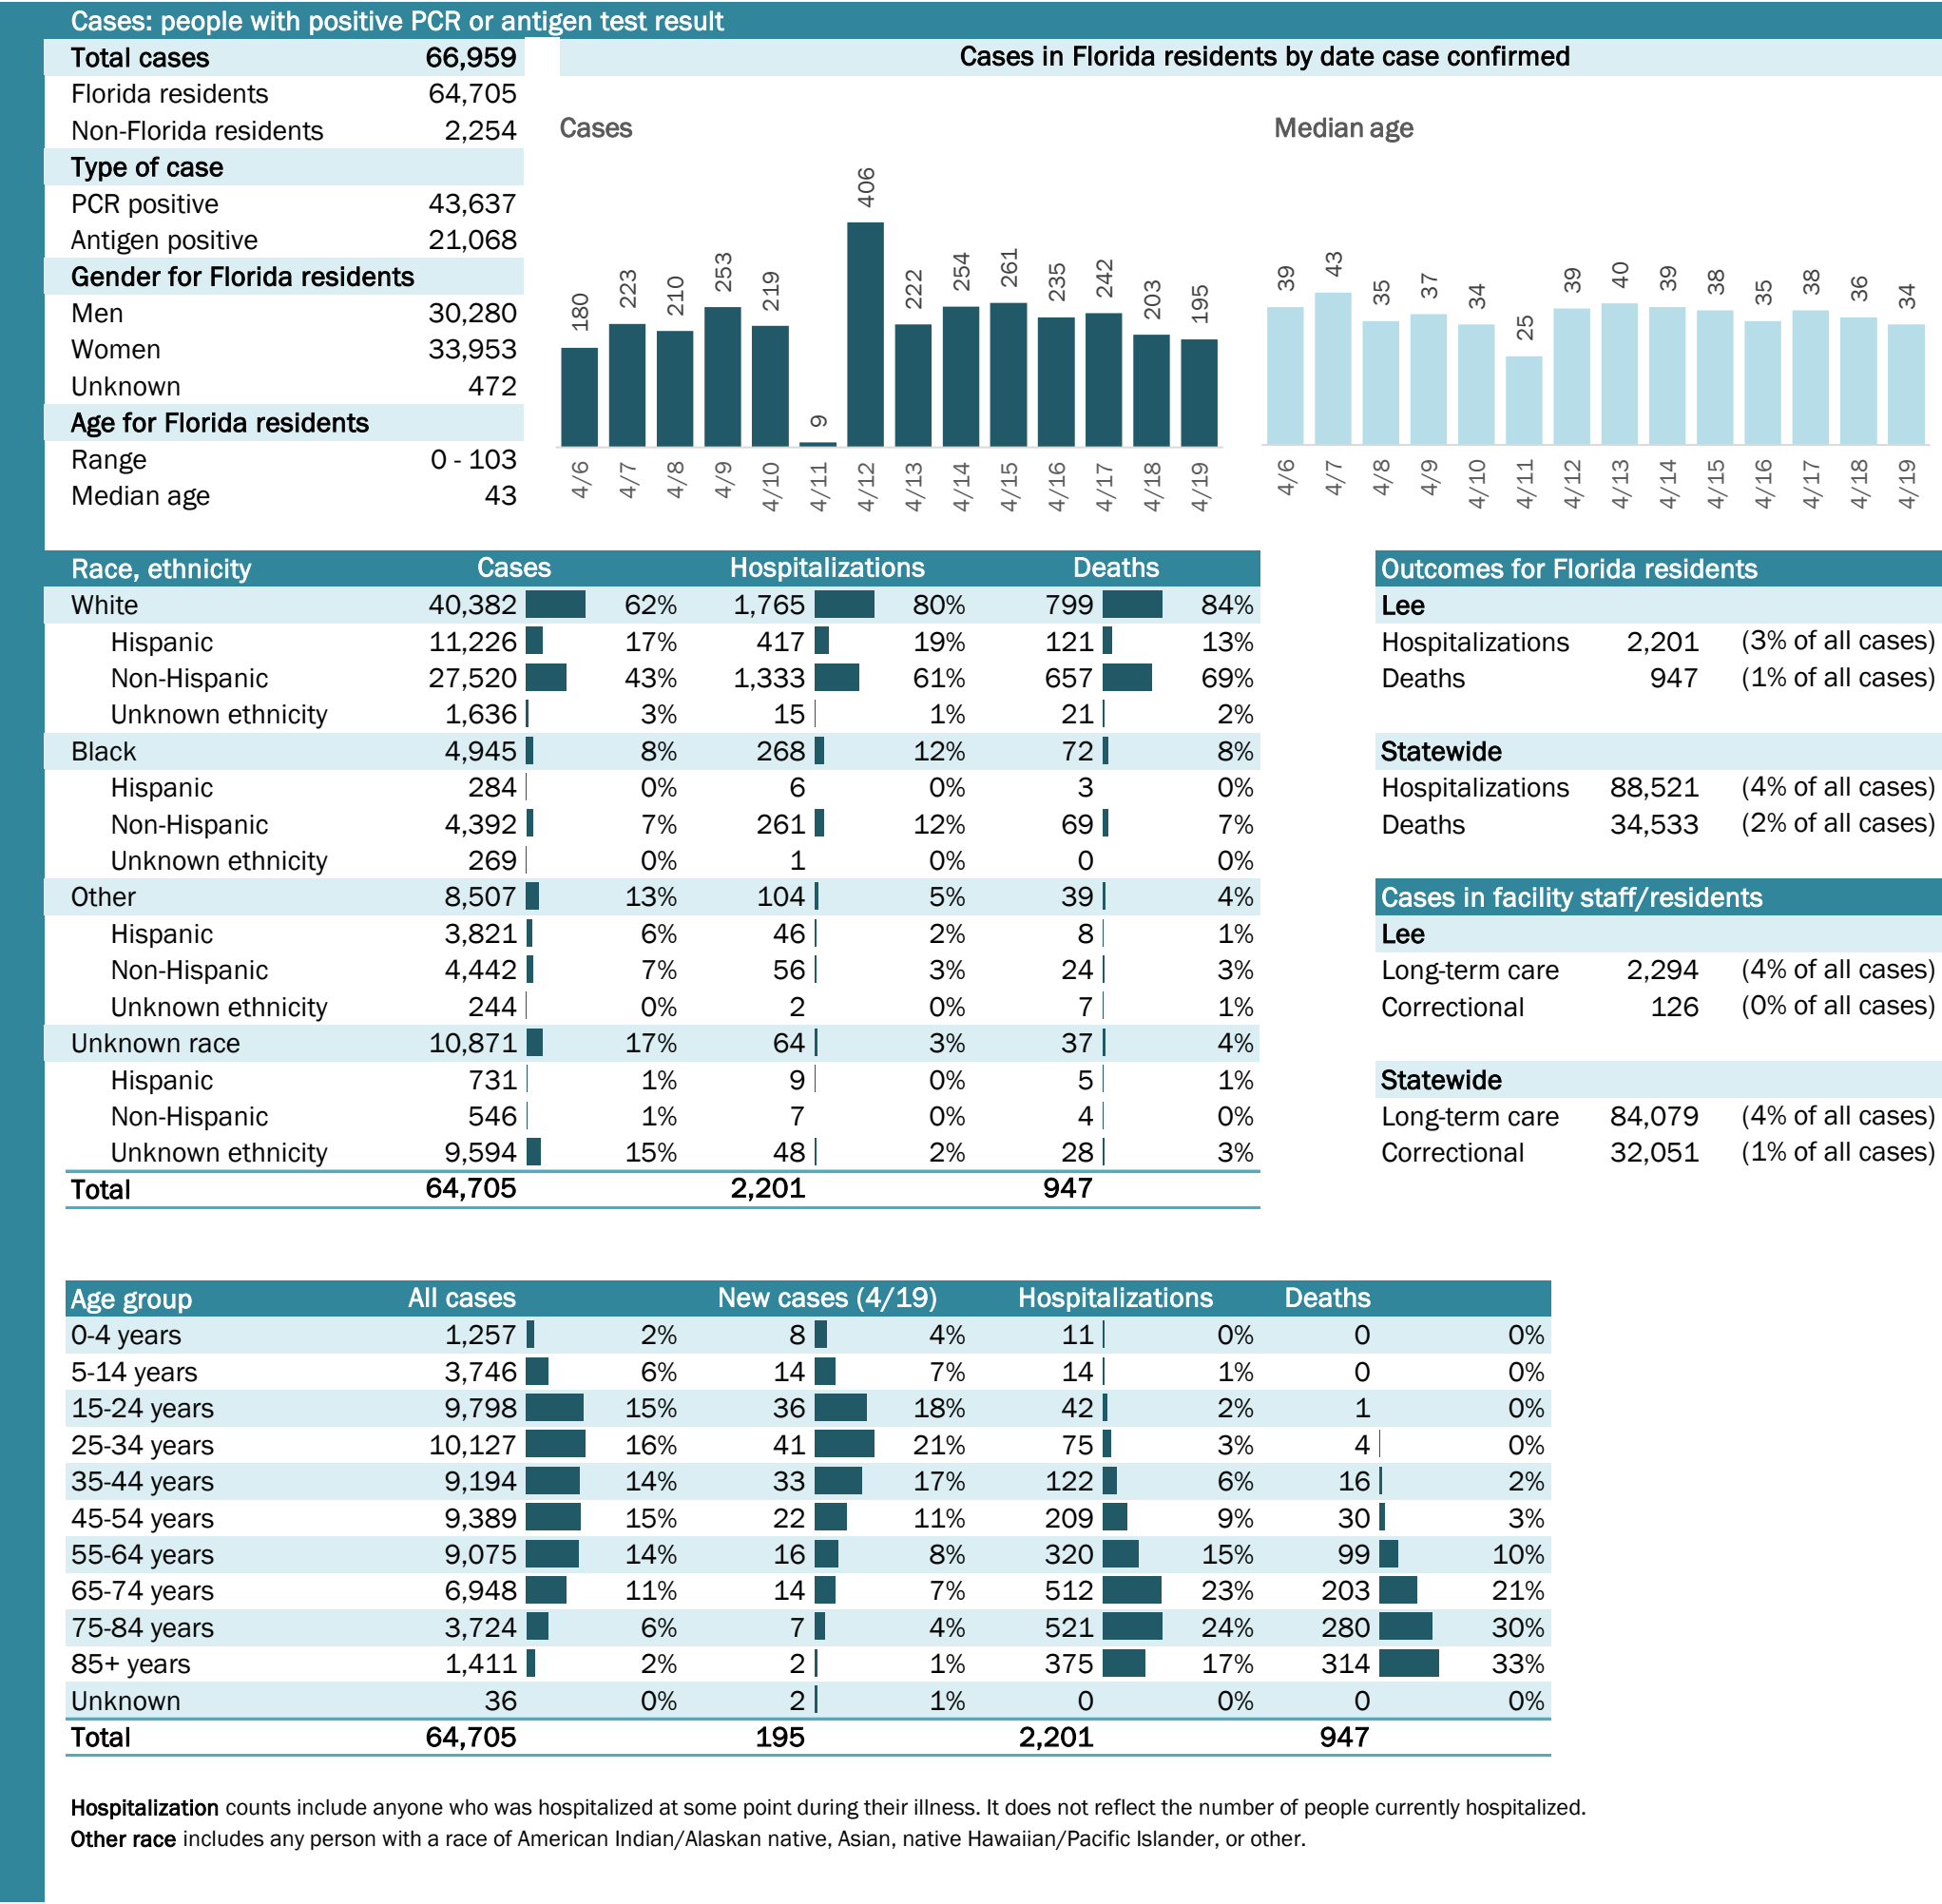 Cases: people with positive PCR or antigen test result
Total cases 66,959
Florida residents 64,705
Non-Florida residents 2,254
Type of case
PCR positive 43,637
Antigen positive 21,068
Gender for Florida residents
Men 30,280
Women 33,953
Unknown 472
Age for Florida residents
Range 0 - 103
Median age 43
Cases in Florida residents by date case confirmed
Cases
180 223 210 253 219 9 406 222 254 261 235 242 203 195
4/6 4/7 4/8 4/9 4/10 4/11 4/12 4/13 4/14 4/15 4/16 4/17 4/18 4/19
Median age
39 43 35 37 34 25 39 40 39 38 35 38 36 34
4/6 4/7 4/8 4/9 4/10 4/11 4/12 4/13 4/14 4/15 4/16 4/17 4/18 4/19
Race, ethnicity Cases Hospitalizations Deaths
White 40,382 62% 1,765 80% 799 84%
Hispanic 11,226 17% 417 19% 121 13%
Non-Hispanic 27,520 43% 1,333 61% 657 69%
Unknown ethnicity 1,636 3% 15 1% 21 2%
Black 4,945 8% 268 12% 72 8%
Hispanic 284 0% 6 0% 3 0%
Non-Hispanic 4,392 7% 261 12% 69 7%
Unknown ethnicity 269 0% 1 0% 0 0%
Other 8,507 13% 104 5% 39 4%
Hispanic 3,821 6% 46 2% 8 1%
Non-Hispanic 4,442 7% 56 3% 24 3%
Unknown ethnicity 244 0% 2 0% 7 1%
Unknown race 10,871 17% 64 3% 37 4%
Hispanic 731 1% 9 0% 5 1%
Non-Hispanic 546 1% 7 0% 4 0%
Unknown ethnicity 9,594 15% 48 2% 28 3%
Total 64,705 2,201 947
Outcomes for Florida residents
Lee
Hospitalizations 2,201 (3% of all cases)
Deaths 947 (1% of all cases)
Statewide
Hospitalizations 88,521 (4% of all cases)
Deaths 34,533 (2% of all cases)
Cases in facility staff/residents
Lee
Long-term care 2,294 (4% of all cases)
Correctional 126 (0% of all cases)
Statewide
Long-term care 84,079 (4% of all cases)
Correctional 32,051 (1% of all cases)
Age group All cases New cases (4/19) Hospitalizations Deaths
0-4 years 1,257 2% 8 4% 11 0% 0 0%
5-14 years 3,746 6% 14 7% 14 1% 0 0%
15-24 years 9,798 15% 36 18% 42 2% 1 0%
25-34 years 10,127 16% 41 21% 75 3% 4 0%
35-44 years 9,194 14% 33 17% 122 6% 16 2%
45-54 years 9,389 15% 22 11% 209 9% 30 3%
55-64 years 9,075 14% 16 8% 320 15% 99 10%
65-74 years 6,948 11% 14 7% 512 23% 203 21%
75-84 years 3,724 6% 7 4% 521 24% 280 30%
85+ years 1,411 2% 2 1% 375 17% 314 33%
Unknown 36 0% 2 1% 0 0% 0 0%
Total 64,705 195 2,201 947
Hospitalization counts include anyone who was hospitalized at some point during their illness. It does not reflect the number of people currently hospitalized.
Other race includes any person with a race of American Indian/Alaskan native, Asian, native Hawaiian/Pacific Islander, or other.